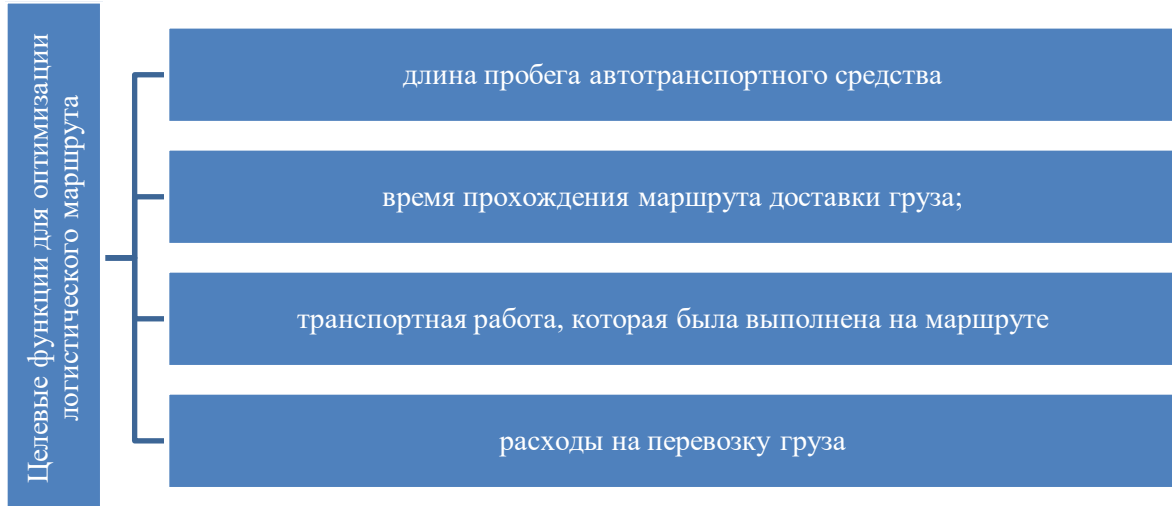 Целевые функции для оптимизации
логистического маршрута
длина пробега автотранспортного средства
время прохождения маршрута доставки груза;
транспортная работа, которая была выполнена на маршруте
расходы на перевозку груза